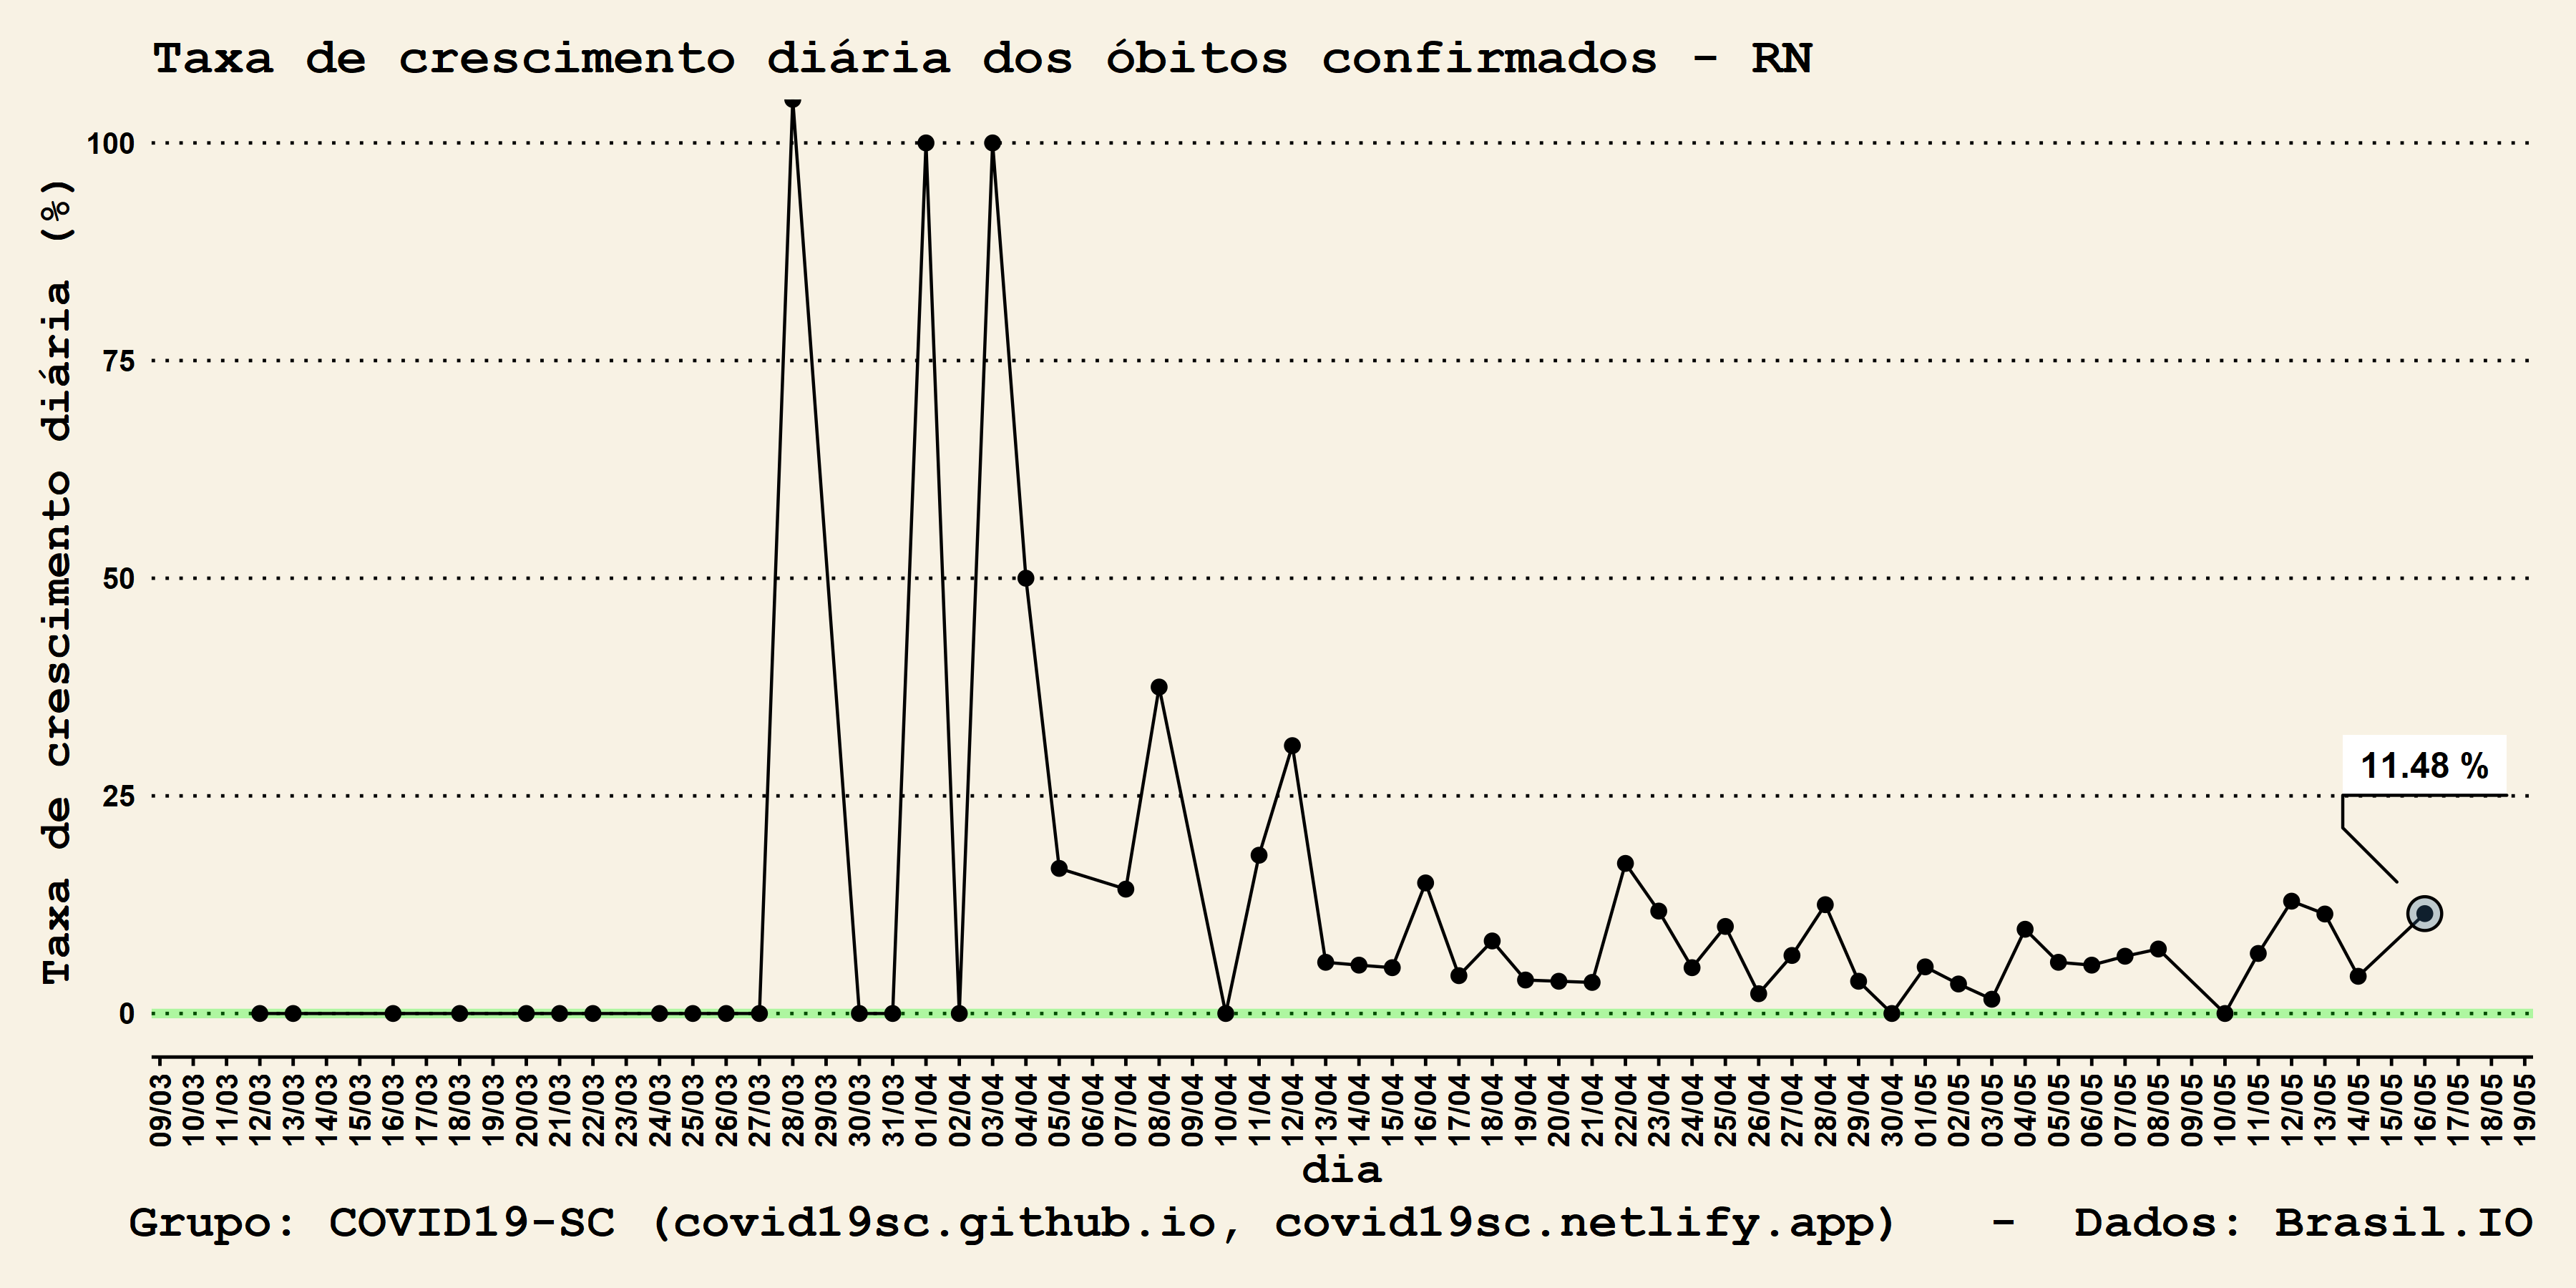 Taxa de crescimento diária dos óbitos confirmados - RN
Taxa de crescimento diária (%)
100
75
50
25
0
11.48 %
09/03 10/03 11/03 12/03 13/03 14/03 15/03 16/03 17/03 18/03 19/03 20/03 21/03 22/03 23/03 24/03 25/03 26/03 27/03 28/03 29/03 30/03 31/03 01/04 02/04 03/04 04/04 05/04 06/04 07/04 08/04 09/04 10/04 11/04 12/04 13/04 14/04 15/04 16/04 17/04 18/04 19/04 20/04 21/04 22/04 23/04 24/04 25/04 26/04 27/04 28/04 29/04 30/04 01/05 02/05 03/05 04/05 05/05 06/05 07/05 08/05 09/05 10/05 11/05 12/05 13/05 14/05 15/05 16/05 17/05 18/05 19/05
dia
Grupo: COVID19-SC (covid19sc.github.io, covid19sc.netlify.app) - Dados: Brasil.IO